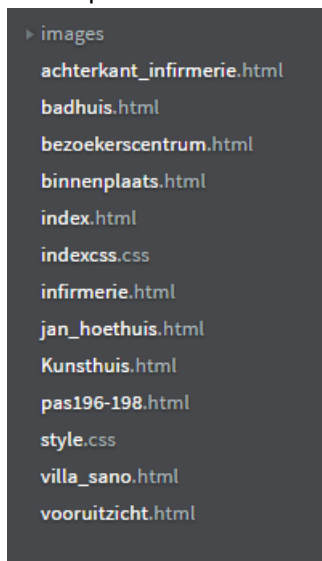 images
achterkant_infirmerie.html
badhuis.html
bezoekerscentrum.html
binnenplaats.html
index.html
indexcss.css
infirmerie.html
jan_hoethuis.html
Kunsthuis.html
pas196-198.html
style.css
villa_sano.html
vooruitzicht.html